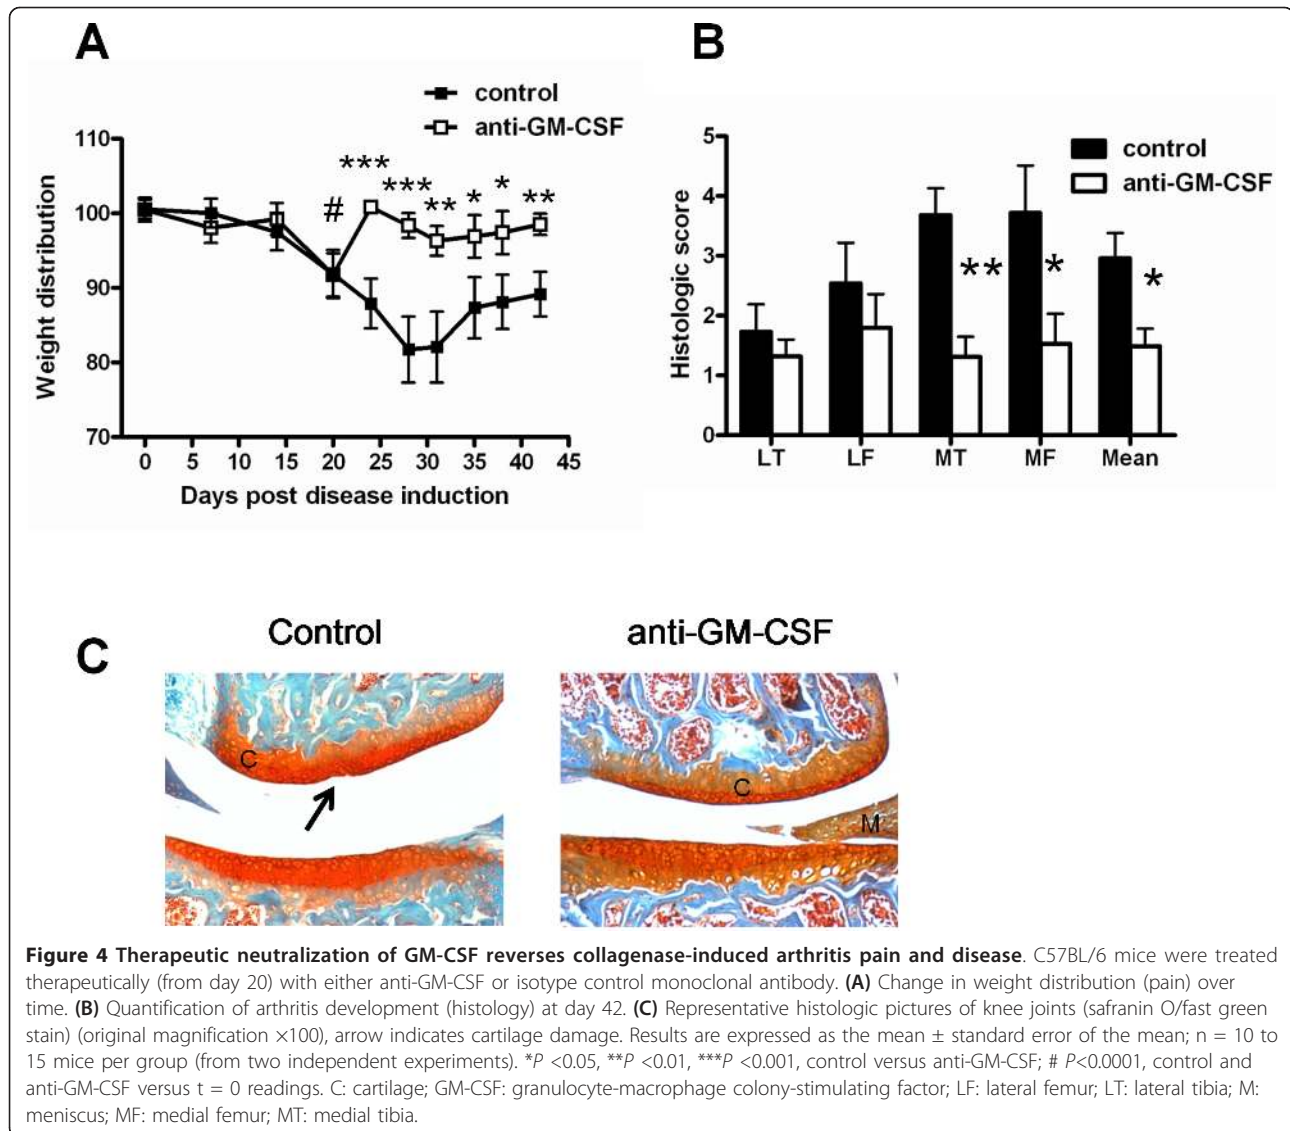 A
control
anti-GM-CSF
110
100
90
80
70
Weight distribution
*** *** ** * * **
#
0 5 10 15 20 25 30 35 40 45
Days post disease induction
B
control
anti-GM-CSF
5
4
3
2
1
0
Histologic score
** * *
LT LF MT MF Mean
C
Control
anti-GM-CSF
C
C
M
Figure 4 Therapeutic neutralization of GM-CSF reverses collagenase-induced arthritis pain and disease. C57BL/6 mice were treated
therapeutically (from day 20) with either anti-GM-CSF or isotype control monoclonal antibody. (A) Change in weight distribution (pain) over
time. (B) Quantification of arthritis development (histology) at day 42. (C) Representative histologic pictures of knee joints (safranin O/fast green
stain) (original magnification ×100), arrow indicates cartilage damage. Results are expressed as the mean ± standard error of the mean; n = 10 to
15 mice per group (from two independent experiments). *P <0.05, **P <0.01, ***P <0.001, control versus anti-GM-CSF; # P<0.0001, control and
anti-GM-CSF versus t = 0 readings. C: cartilage; GM-CSF: granulocyte-macrophage colony-stimulating factor; LF: lateral femur; LT: lateral tibia; M:
meniscus; MF: medial femur; MT: medial tibia.